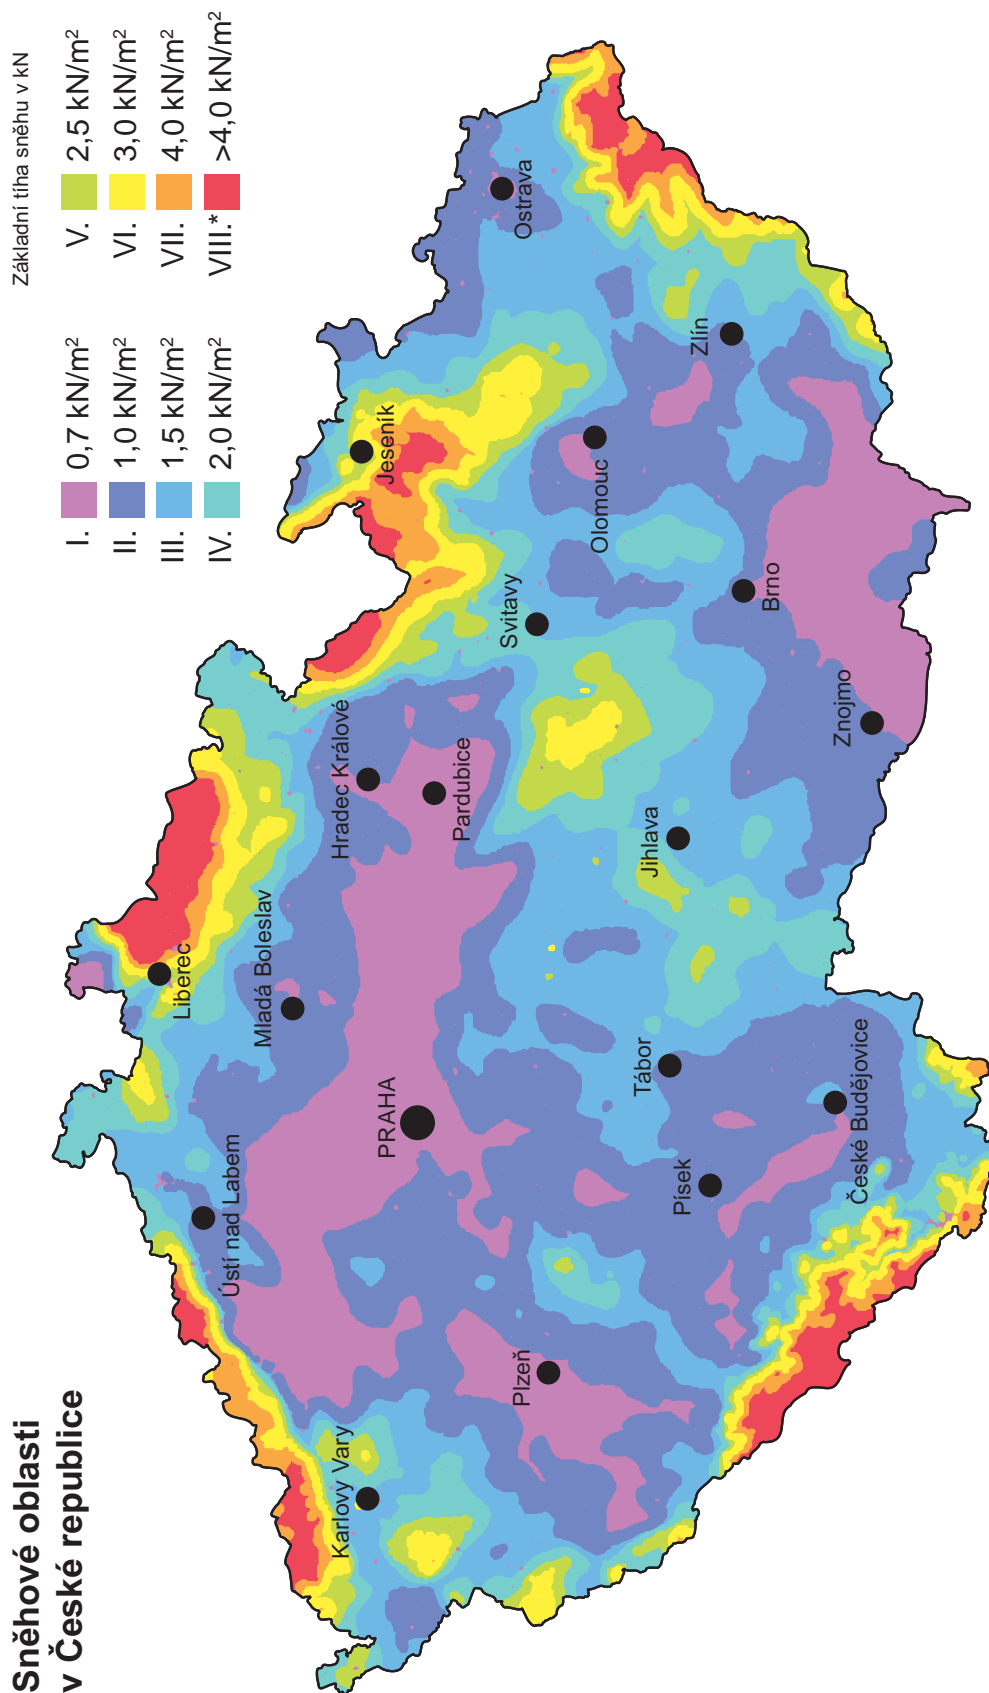 Sněhové oblasti
v České republice
Základní tíha sněhu v kN
I. 0,7 kN/m²
II. 1,0 kN/m²
III. 1,5 kN/m²
IV. 2,0 kN/m²
V. 2,5 kN/m²
VI. 3,0 kN/m²
VII. 4,0 kN/m²
VIII.* >4,0 kN/m²
Liberec
Ústí nad Labem
Mladá Boleslav
Jeseník
Karlovy Vary
Hradec Králové
PRAHA
Pardubice
Ostrava
Plzeň
Svitavy
Olomouc
Tábor
Jihlava
Písek
Zlín
Brno
České Budějovice
Znojmo